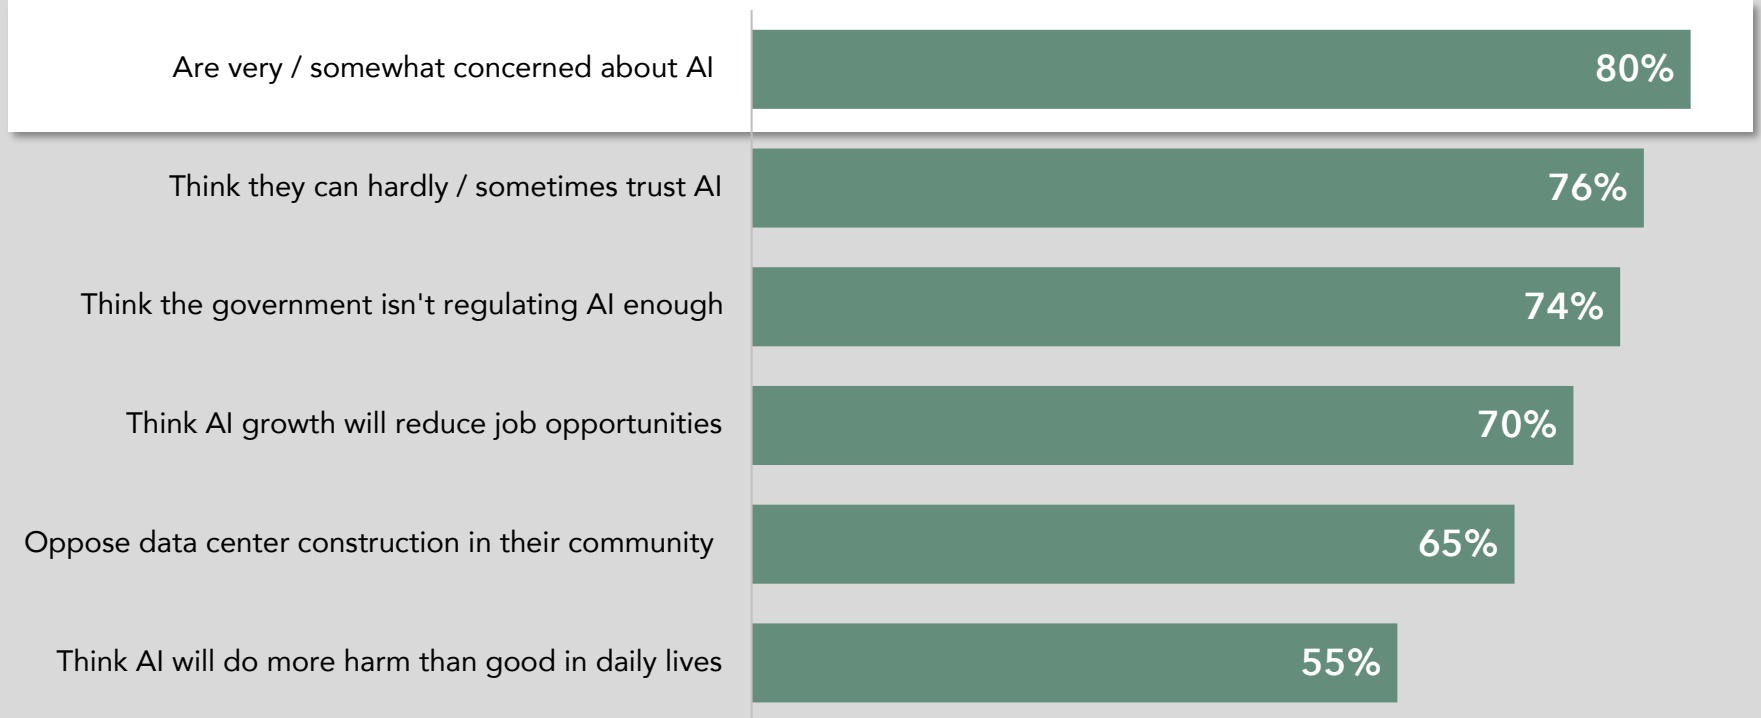 Are very / somewhat concerned about AI 80%
Think they can hardly / sometimes trust AI 76%
Think the government isn't regulating AI enough 74%
Think AI growth will reduce job opportunities 70%
Oppose data center construction in their community 65%
Think AI will do more harm than good in daily lives 55%